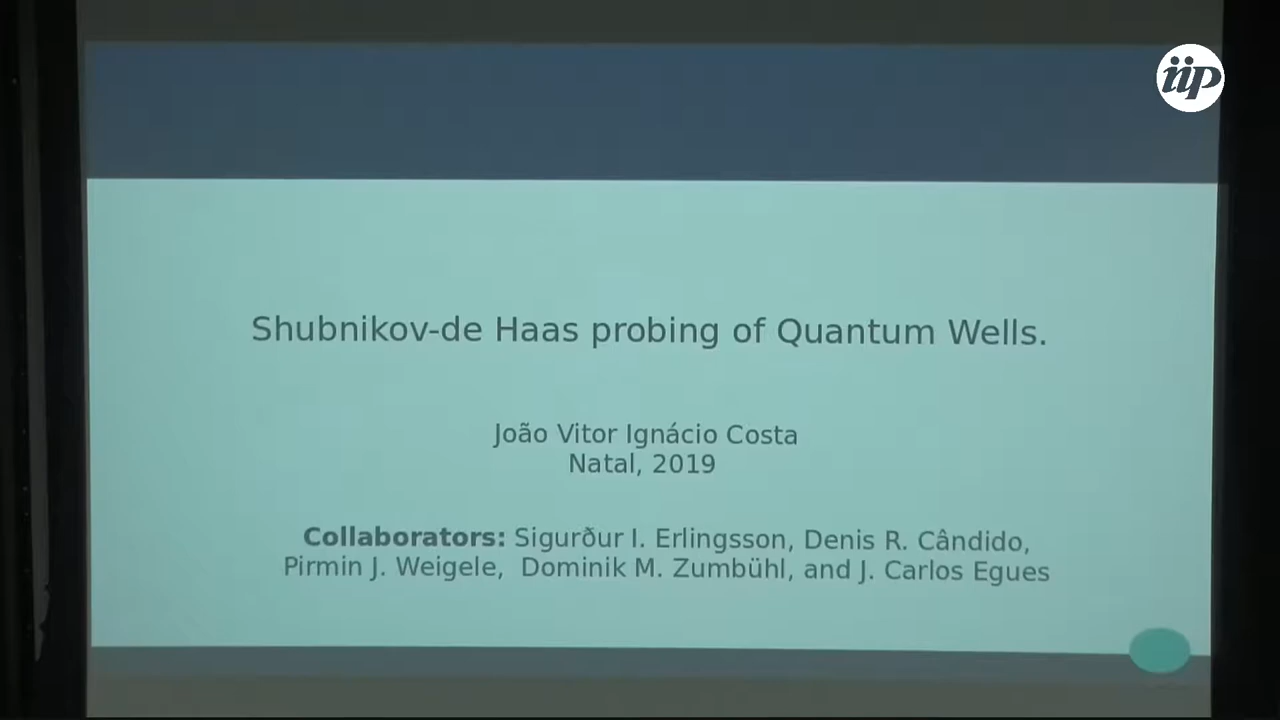 iip
Shubnikov-de Haas probing of Quantum Wells.
João Vitor Ignácio Costa
Natal, 2019
Collaborators: Sigurður I. Erlingsson, Denis R. Cândido,
Pirmin J. Weigele, Dominik M. Zumbühl, and J. Carlos Egues